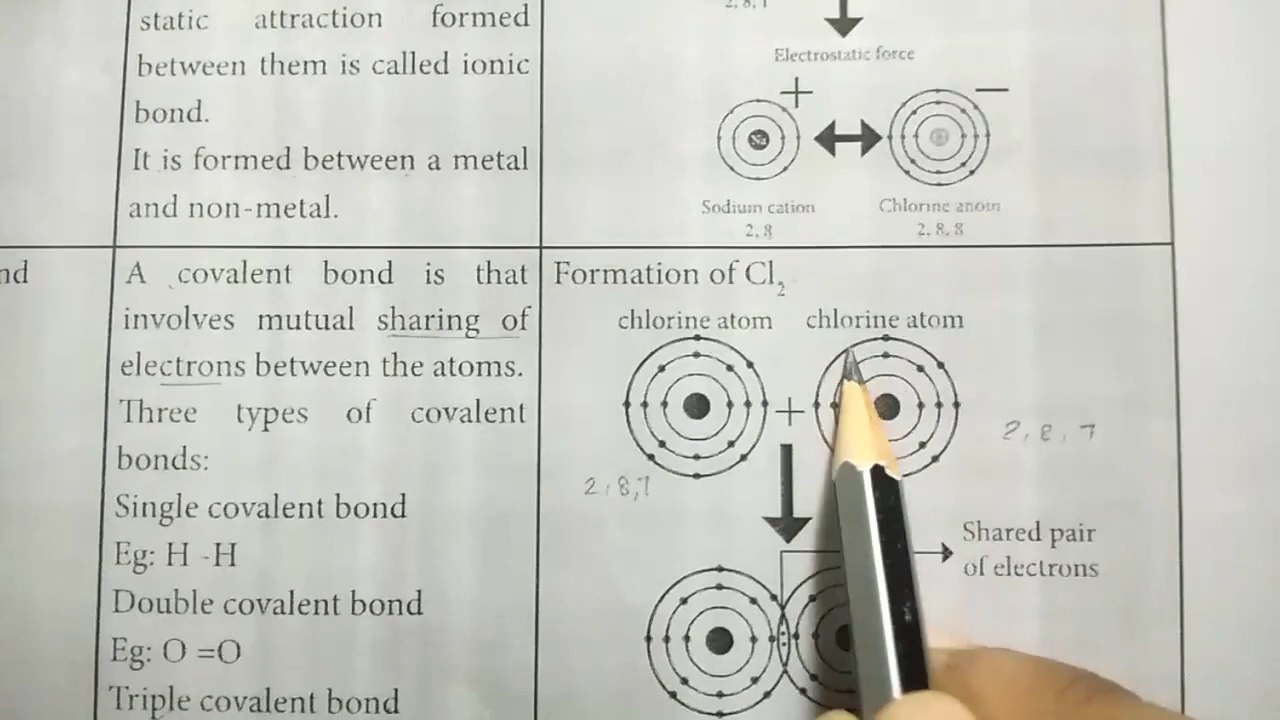 static attraction formed
between them is called ionic
bond.
It is formed between a metal
and non-metal.
Electrostatic force
+
−
Na
Sodium cation
2, 8
Chlorine anoin
2, 8, 8
nd
A covalent bond is that
involves mutual sharing of
electrons between the atoms.
Three types of covalent
bonds:
Single covalent bond
Eg: H -H
Double covalent bond
Eg: O =O
Triple covalent bond
Formation of Cl2
chlorine atom
chlorine atom
+
2,8,7
2,8,7
Shared pair
of electrons